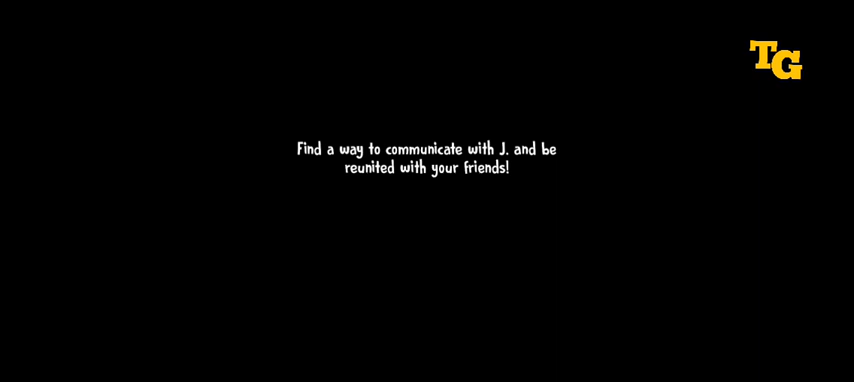 TG
Find a way to communicate with J. and be
reunited with your friends!